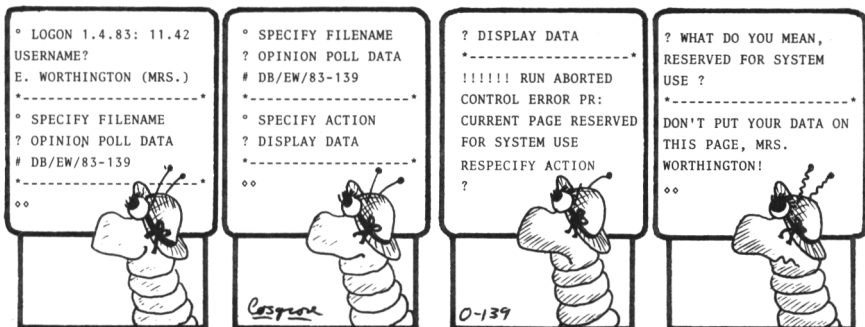 ° LOGON 1.4.83: 11.42
USERNAME?
E. WORTHINGTON (MRS.)
*--------------------*
° SPECIFY FILENAME
? OPINION POLL DATA
# DB/EW/83-139
*--------------------*
◊◊
° SPECIFY FILENAME
? OPINION POLL DATA
# DB/EW/83-139
*--------------------*
° SPECIFY ACTION
? DISPLAY DATA
*--------------------*
◊◊
Cosgrove
? DISPLAY DATA
*--------------------*
!!!!!! RUN ABORTED
CONTROL ERROR PR:
CURRENT PAGE RESERVED
FOR SYSTEM USE
RESPECIFY ACTION
?
O-139
? WHAT DO YOU MEAN,
RESERVED FOR SYSTEM
USE ?
*--------------------*
DON'T PUT YOUR DATA ON
THIS PAGE, MRS.
WORTHINGTON!
◊◊